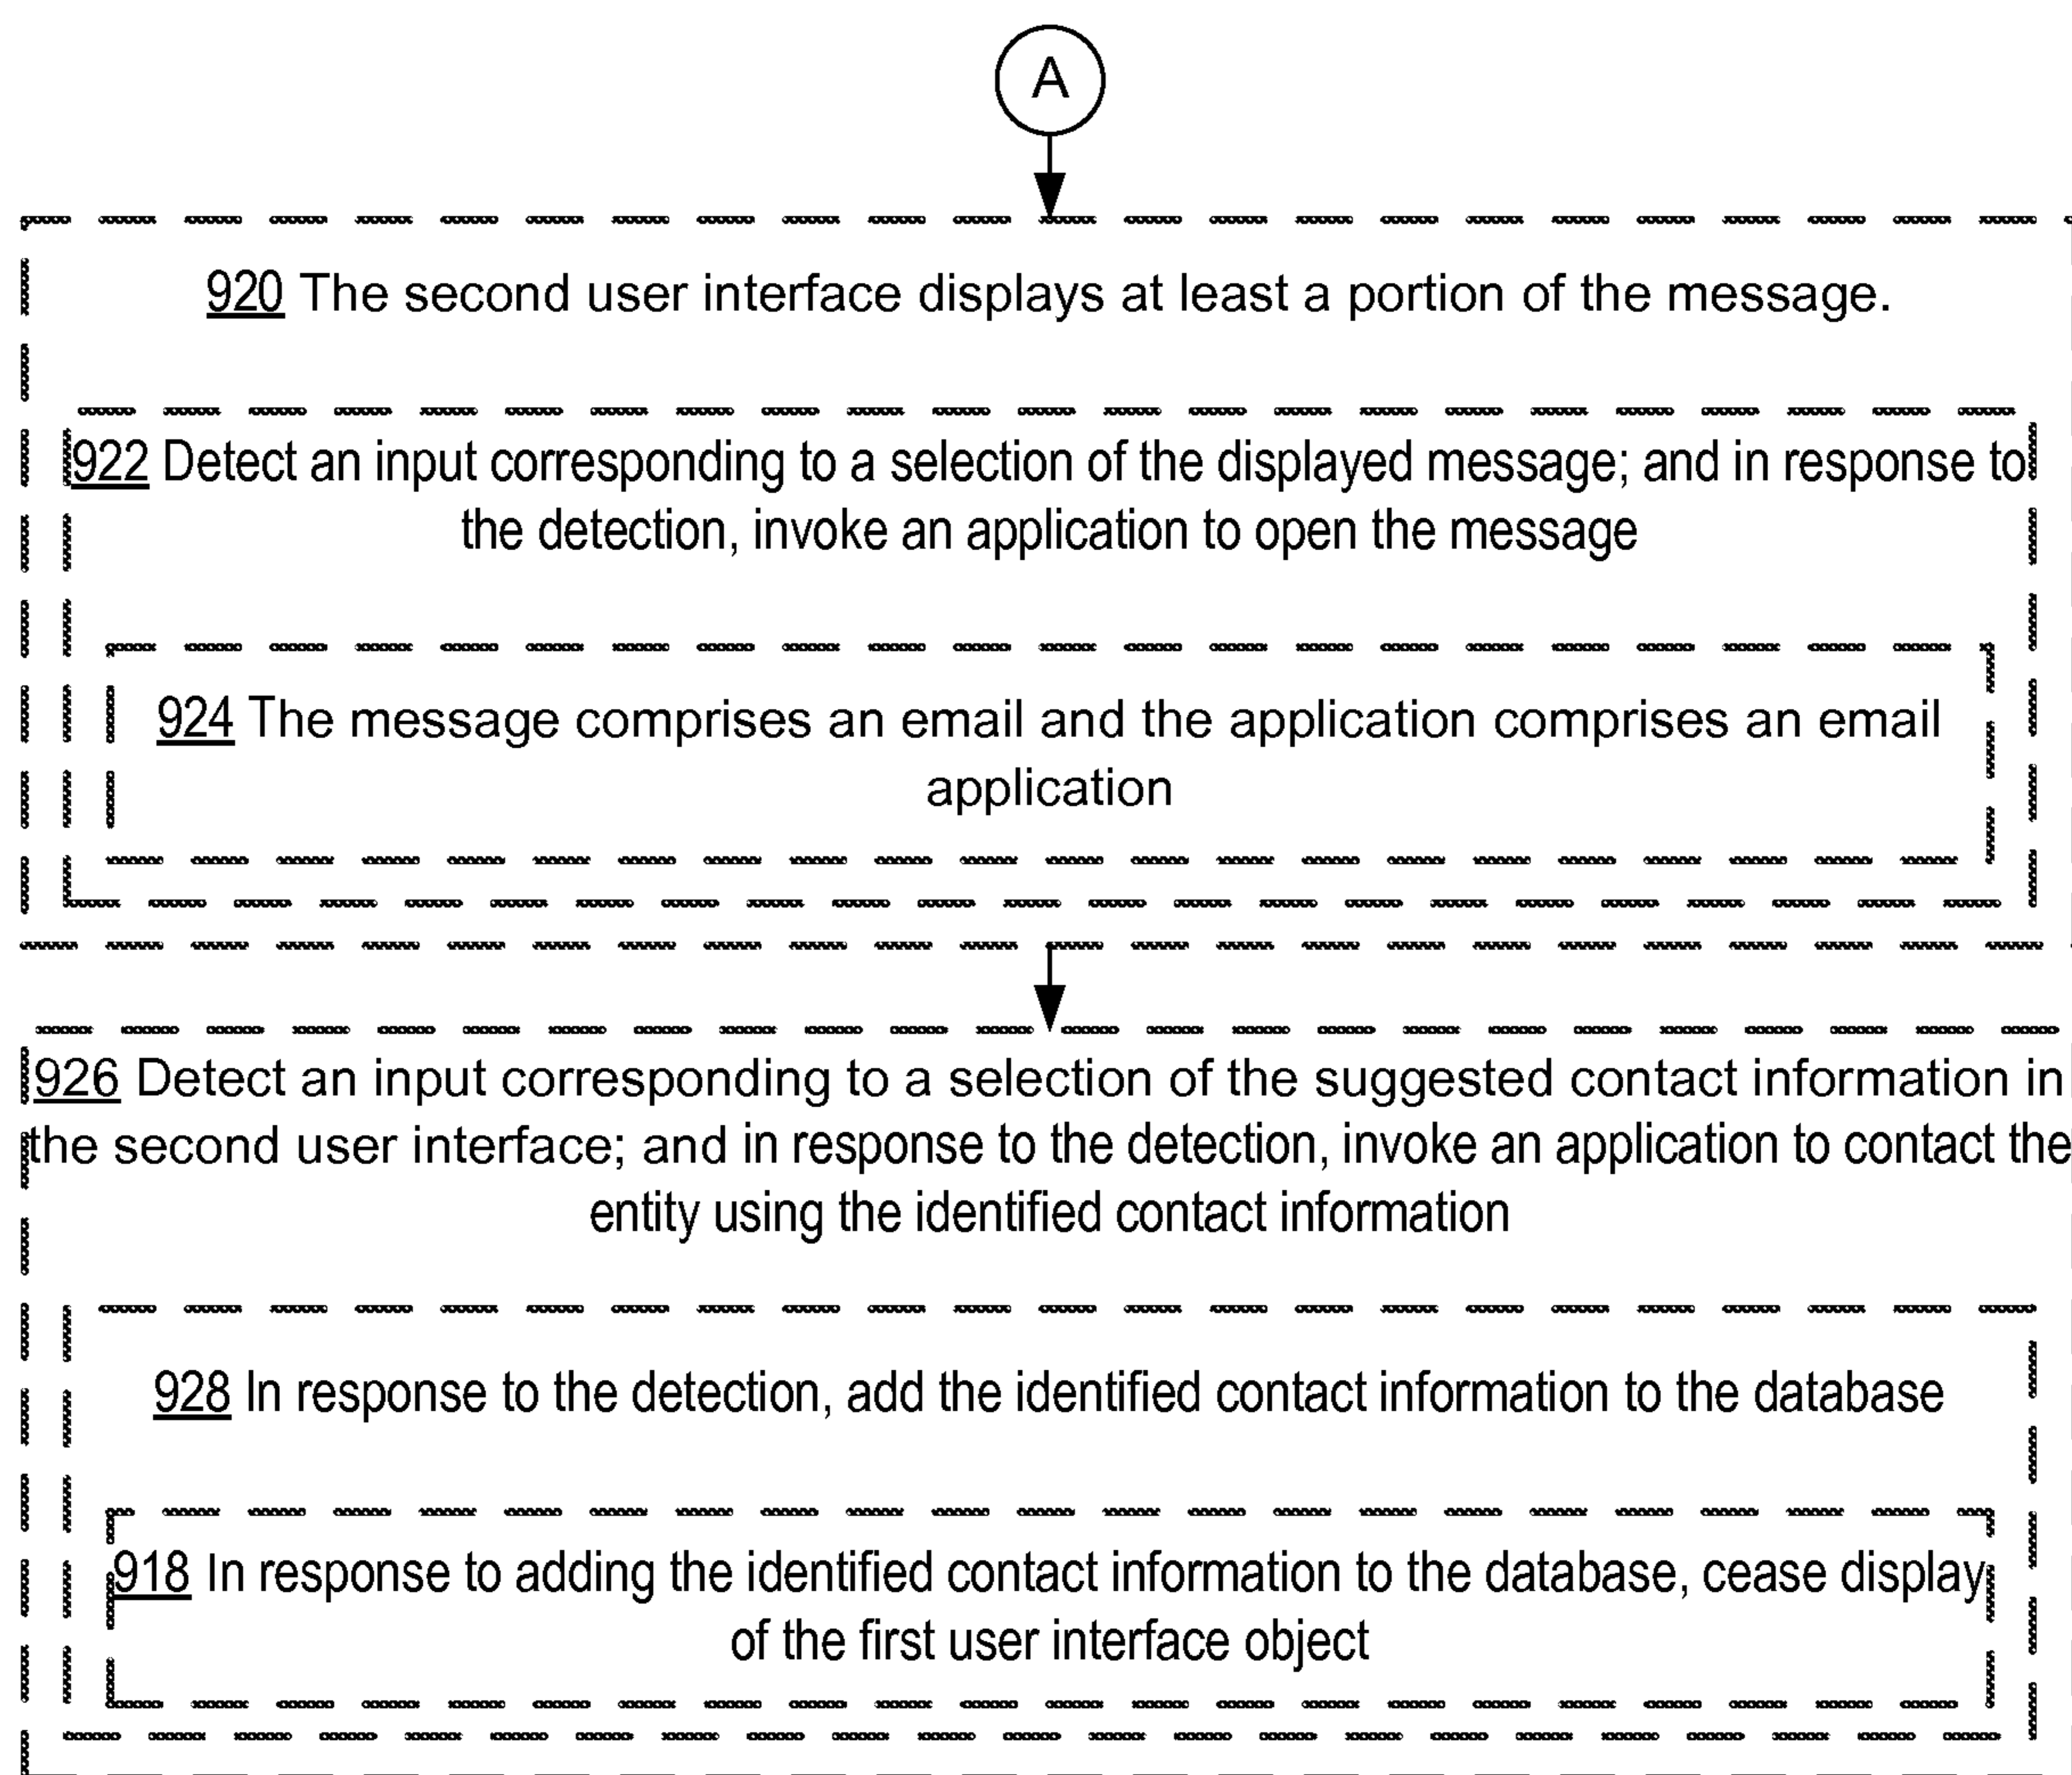 A
920 The second user interface displays at least a portion of the message.
922 Detect an input corresponding to a selection of the displayed message; and in response to
the detection, invoke an application to open the message
924 The message comprises an email and the application comprises an email
application
926 Detect an input corresponding to a selection of the suggested contact information in
the second user interface; and in response to the detection, invoke an application to contact the
entity using the identified contact information
928 In response to the detection, add the identified contact information to the database
918 In response to adding the identified contact information to the database, cease display
of the first user interface object